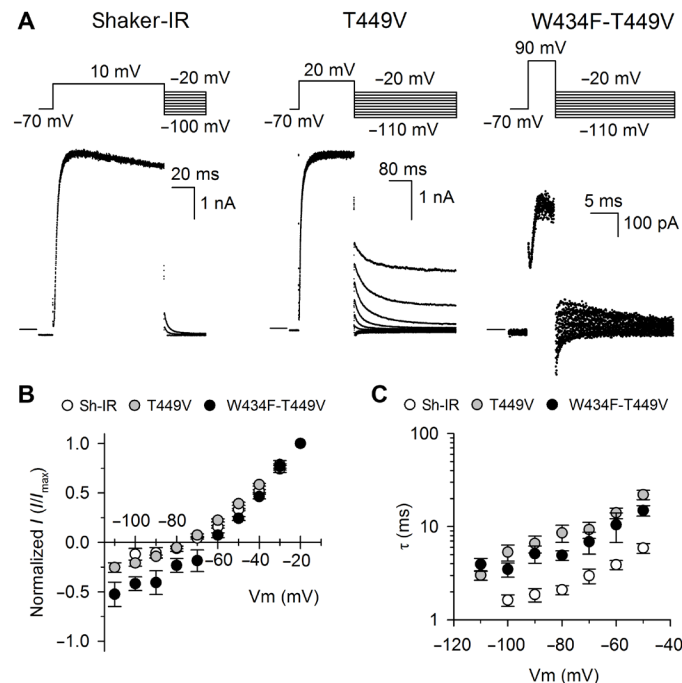 A
Shaker-IR
T449V
W434F-T449V
10 mV
−20 mV
−70 mV
−100 mV
20 ms
1 nA
20 mV
−20 mV
−70 mV
−110 mV
80 ms
1 nA
90 mV
−20 mV
−70 mV
−110 mV
5 ms
100 pA
B
Sh-IR T449V W434F-T449V
Normalized I (I/Imax)
1.0
0.5
0.0
−0.5
−1.0
−100 −80
−60 −40 −20
Vm (mV)
C
Sh-IR T449V W434F-T449V
τ (ms)
100
10
1
−120 −100 −80 −60 −40
Vm (mV)